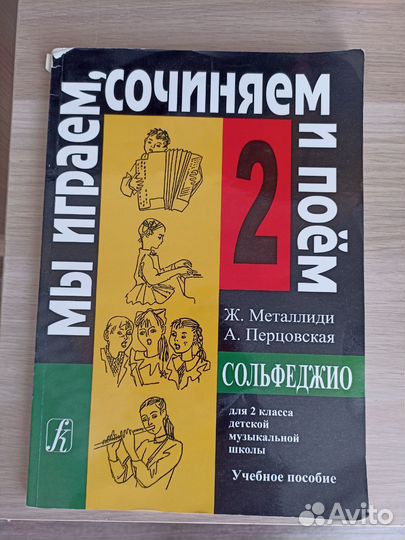 мы играем,
сочиняем
и поём
2
Ж. Металлиди
А. Перцовская
СОЛЬФЕДЖИО
для 2 класса
детской
музыкальной
школы
Учебное пособие
Avito